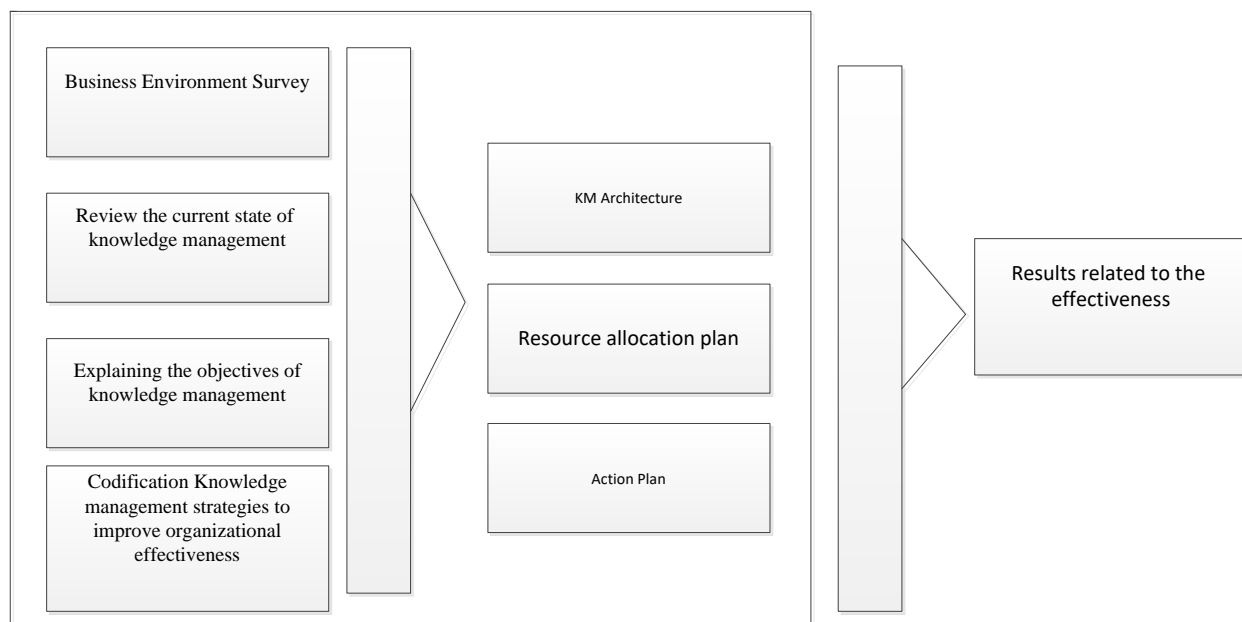 Business Environment Survey
Review the current state of
knowledge management
Explaining the objectives of
knowledge management
Codification Knowledge
management strategies to
improve organizational
effectiveness
KM Architecture
Resource allocation plan
Action Plan
Results related to the
effectiveness